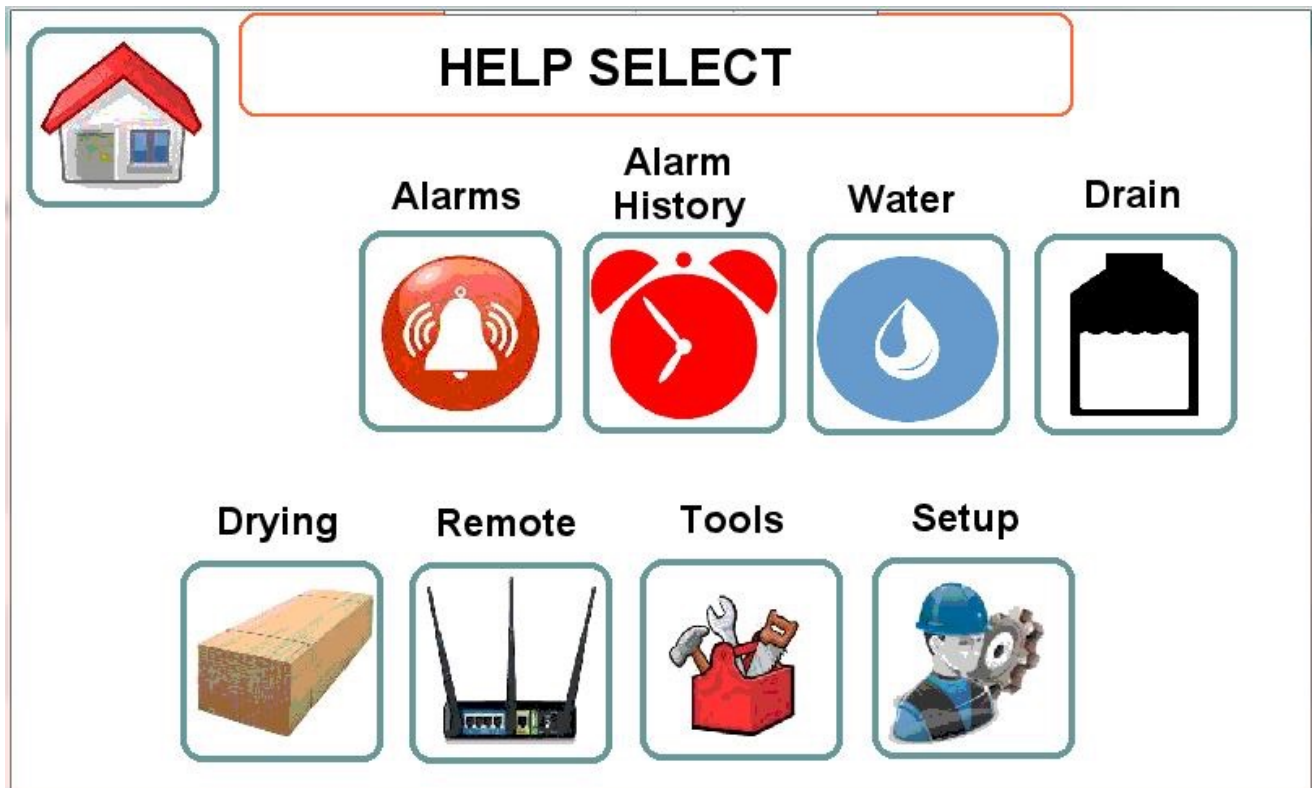 HELP SELECT
Alarms
Alarm
History
Water
Drain
Drying
Remote
Tools
Setup